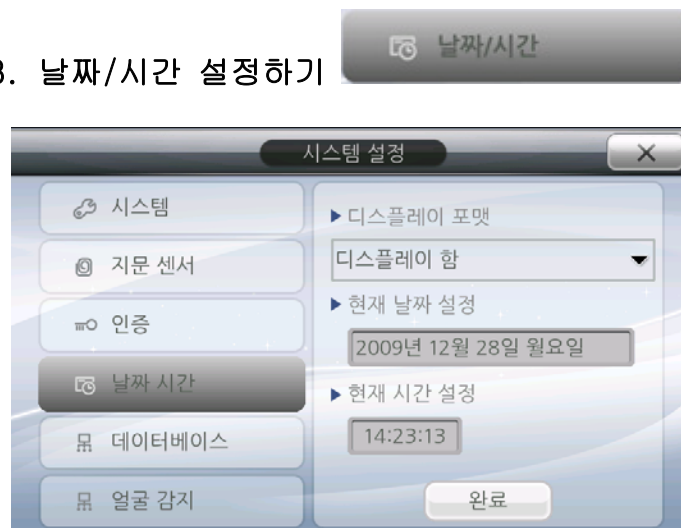 3. 날짜/시간 설정하기
날짜/시간
시스템 설정
시스템
지문 센서
인증
날짜 시간
데이터베이스
얼굴 감지
디스플레이 포맷
디스플레이 함
현재 날짜 설정
2009년 12월 28일 월요일
현재 시간 설정
14:23:13
완료